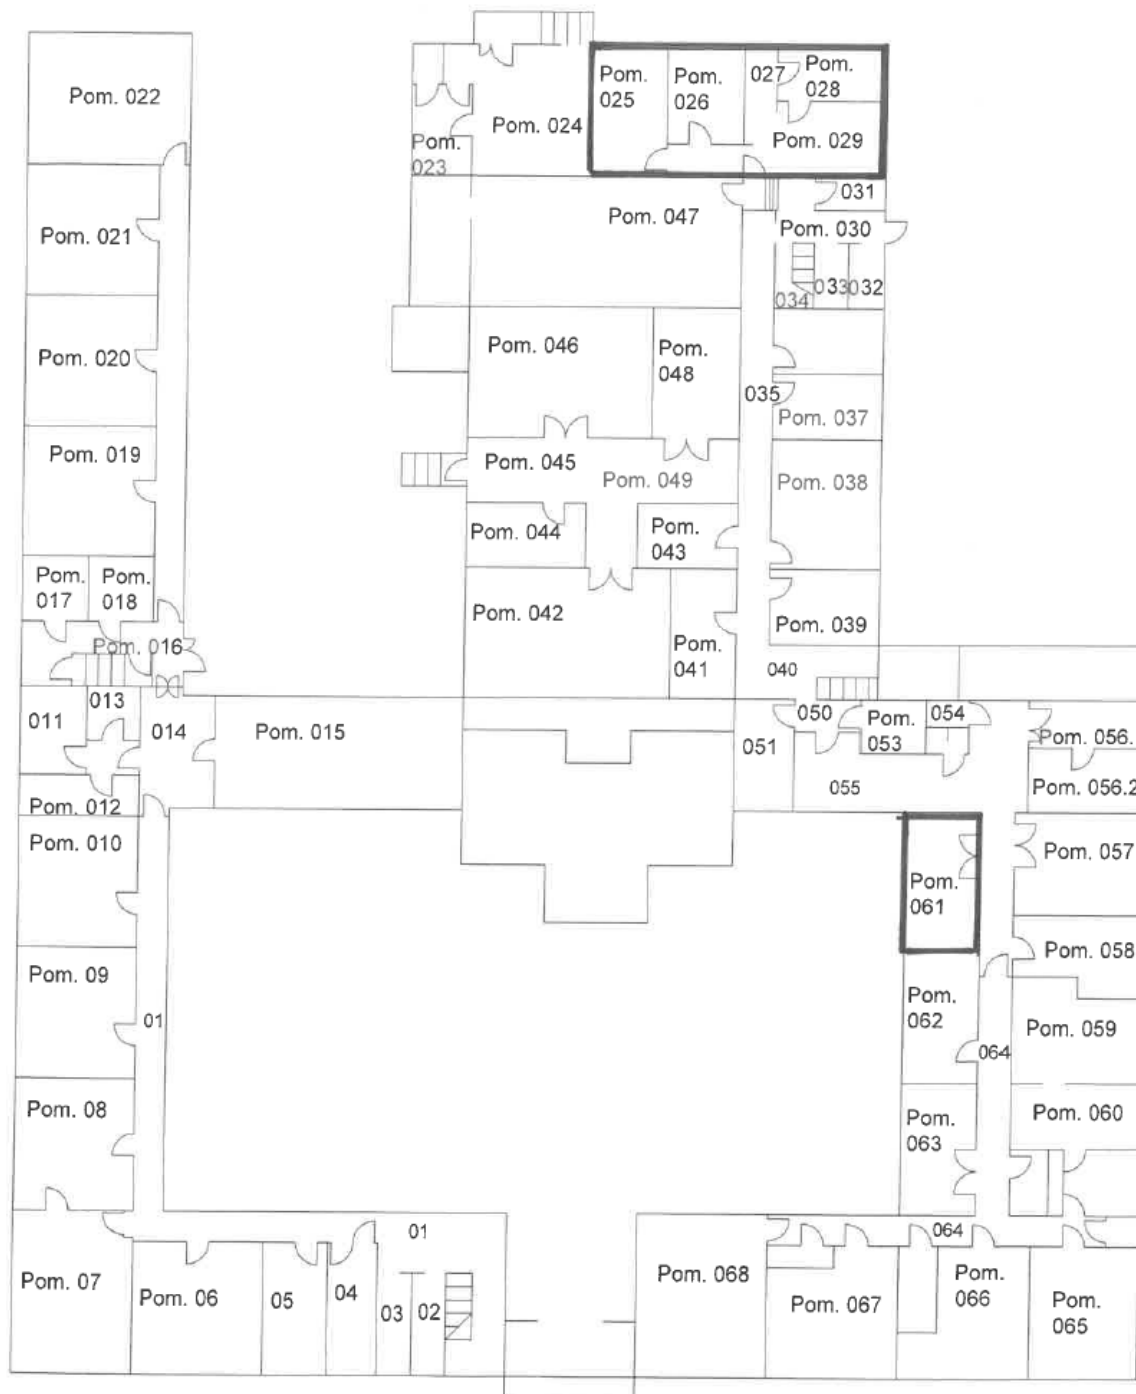 Pom. 022
Pom. 021
Pom. 020
Pom. 019
Pom.
017
Pom.
018
Pom. 016
013
011
014
Pom. 015
Pom. 012
Pom. 010
Pom. 09
01
Pom. 08
Pom. 07
Pom. 06
05
04
03
02
01
Pom.
023
Pom. 024
Pom.
025
Pom.
026
027
Pom.
028
Pom. 029
031
Pom. 030
032
033
034
Pom. 047
Pom. 046
Pom.
048
035
Pom. 037
Pom. 038
Pom. 045
Pom. 049
Pom. 044
Pom.
043
Pom. 042
Pom.
041
Pom. 039
040
050
051
Pom.
053
054
055
Pom. 056.
Pom. 056.2
Pom. 057
Pom. 058
Pom. 059
Pom. 060
Pom.
061
Pom.
062
064
Pom.
063
064
Pom. 068
Pom. 067
Pom.
066
Pom.
065